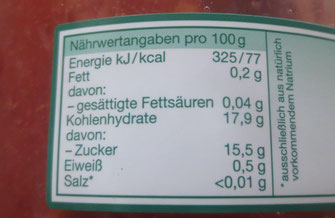 Nährwertangaben pro 100g
Energie kJ/kcal 325/77
Fett 0,2 g
davon:
– gesättigte Fettsäuren 0,04 g
Kohlenhydrate 17,9 g
davon:
– Zucker 15,5 g
Eiweiß 0,5 g
Salz* <0,01 g
*ausschließlich aus natürlich
vorkommendem Natrium